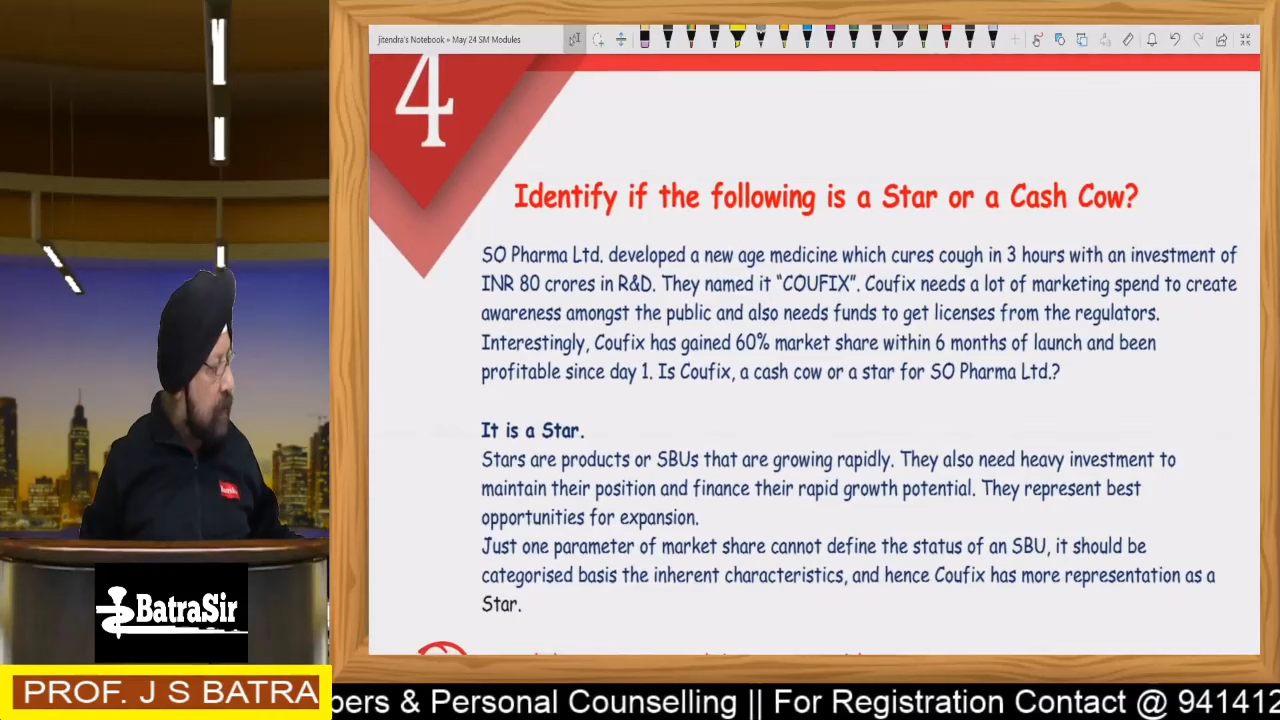 jitendra's Notebook » May 24 SM Modules
4
Identify if the following is a Star or a Cash Cow?
SO Pharma Ltd. developed a new age medicine which cures cough in 3 hours with an investment of
INR 80 crores in R&D. They named it “COUFIX”. Coufix needs a lot of marketing spend to create
awareness amongst the public and also needs funds to get licenses from the regulators.
Interestingly, Coufix has gained 60% market share within 6 months of launch and been
profitable since day 1. Is Coufix, a cash cow or a star for SO Pharma Ltd.?
It is a Star.
Stars are products or SBUs that are growing rapidly. They also need heavy investment to
maintain their position and finance their rapid growth potential. They represent best
opportunities for expansion.
Just one parameter of market share cannot define the status of an SBU, it should be
categorised basis the inherent characteristics, and hence Coufix has more representation as a
Star.
BatraSir
PROF. J S BATRA
pers & Personal Counselling || For Registration Contact @ 941412